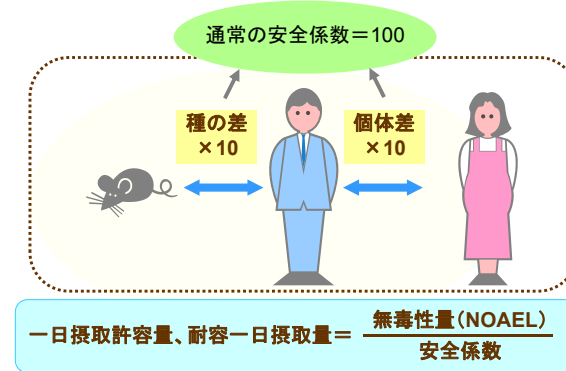 通常の安全係数＝100
種の差
×10
個体差
×10
一日摂取許容量、耐容一日摂取量＝
無毒性量（NOAEL）
安全係数